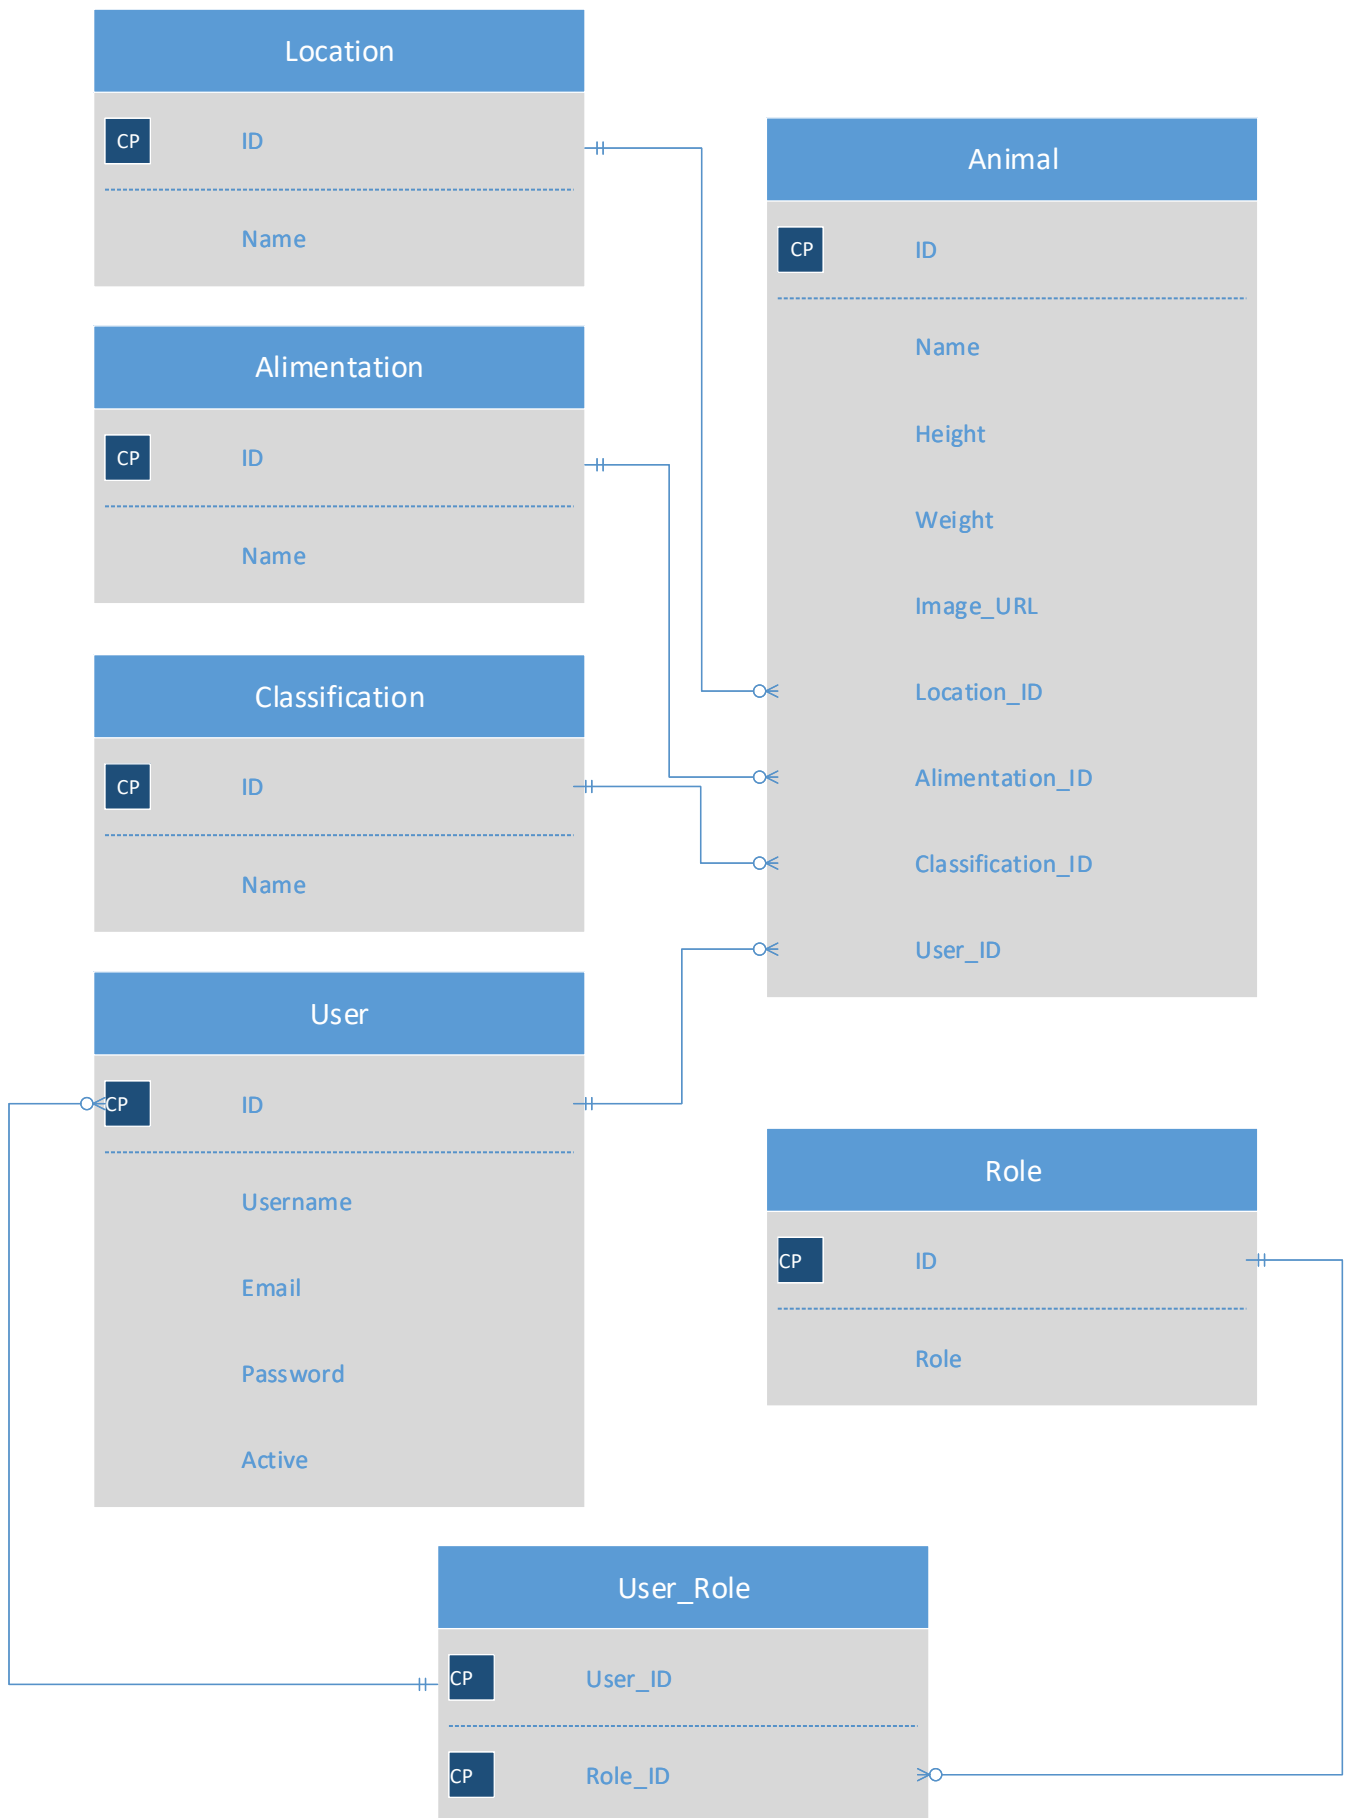 Location
CP ID
Name
Alimentation
CP ID
Name
Classification
CP ID
Name
User
CP ID
Username
Email
Password
Active
Animal
CP ID
Name
Height
Weight
Image_URL
Location_ID
Alimentation_ID
Classification_ID
User_ID
Role
CP ID
Role
User_Role
CP User_ID
CP Role_ID